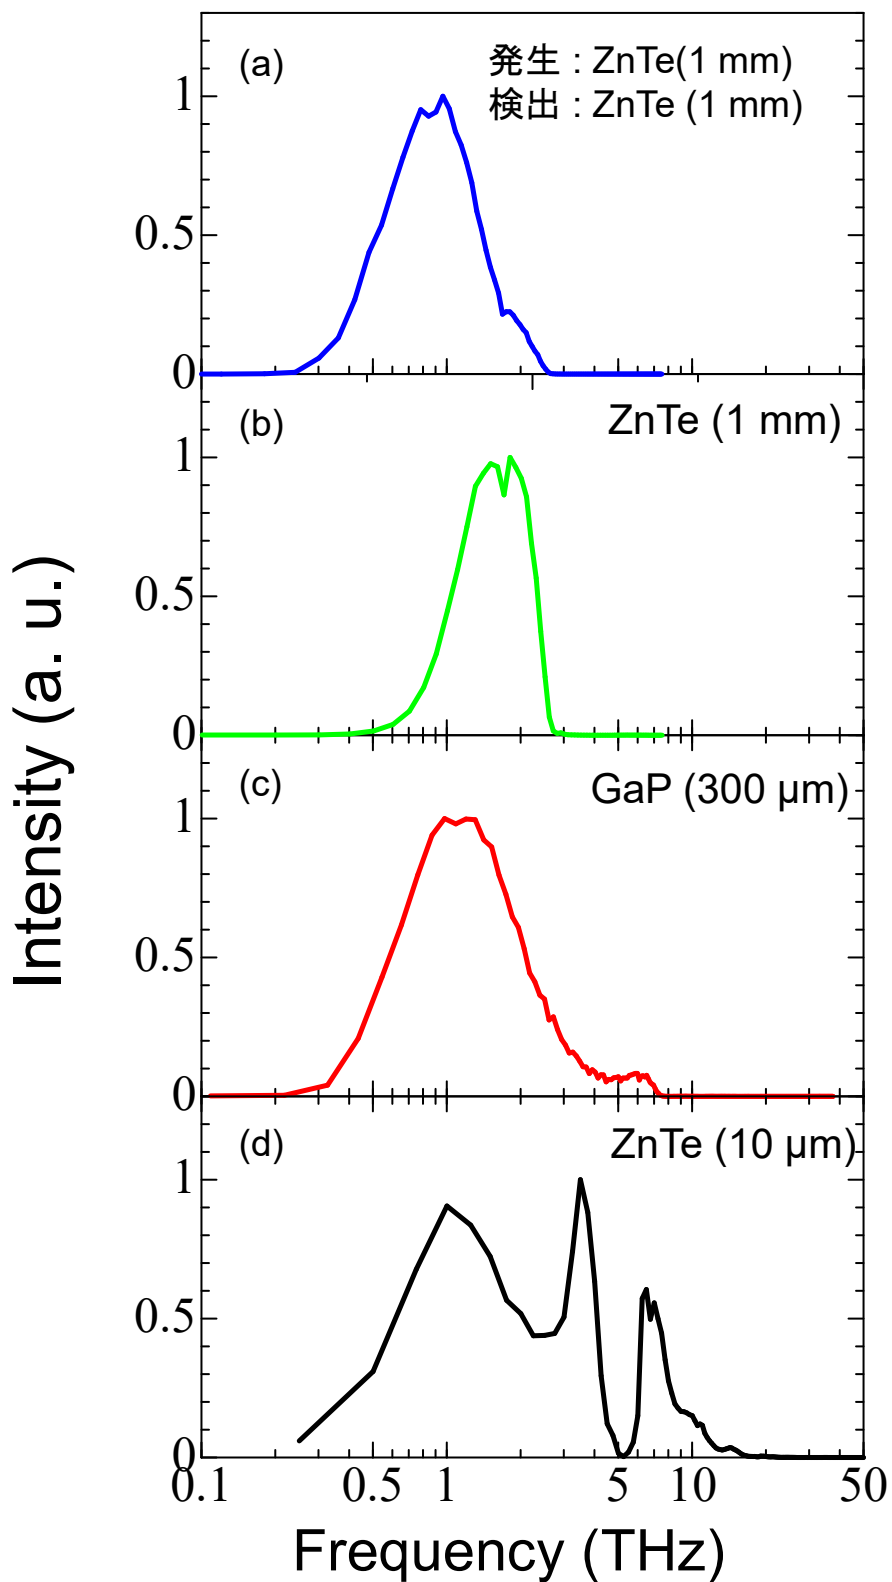 (a)
発生 : ZnTe(1 mm)
検出 : ZnTe (1 mm)
1
0.5
0
(b)
ZnTe (1 mm)
1
0.5
0
(c)
GaP (300 μm)
1
0.5
0
(d)
ZnTe (10 μm)
1
0.5
0
0.1 0.5 1 5 10 50
Frequency (THz)
Intensity (a. u.)